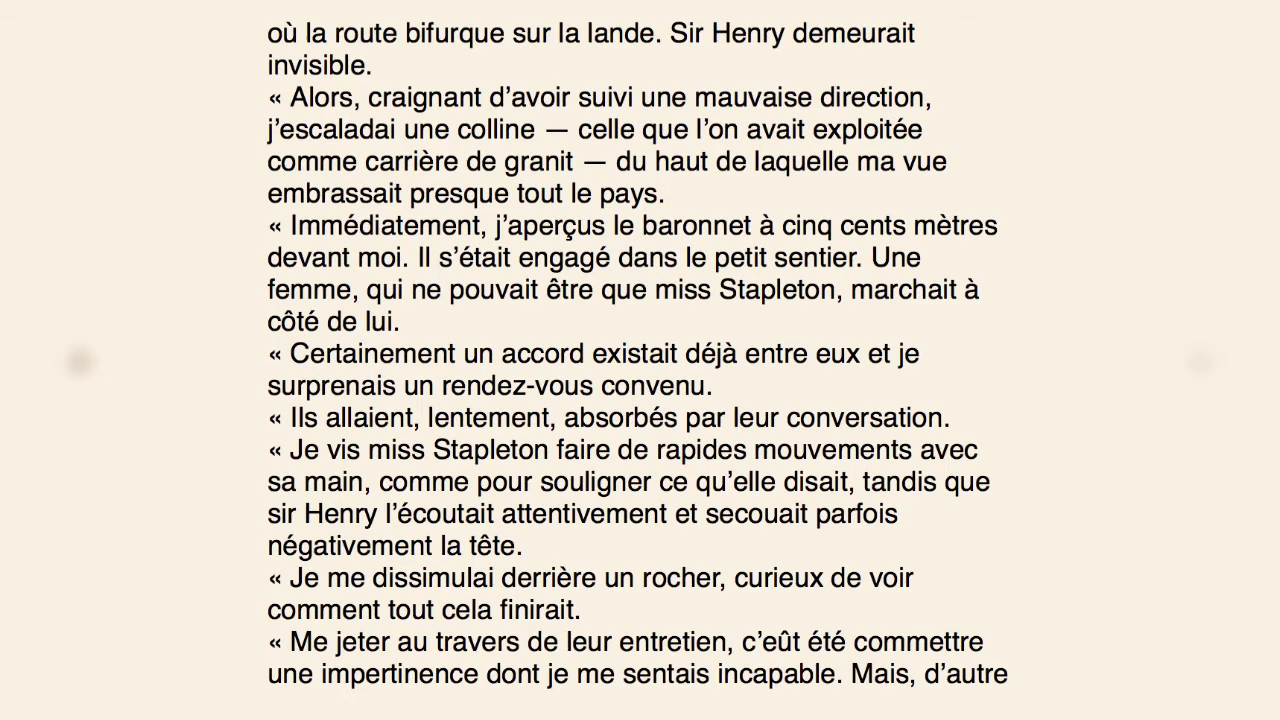 où la route bifurque sur la lande. Sir Henry demeurait
invisible.
« Alors, craignant d’avoir suivi une mauvaise direction,
j’escaladai une colline — celle que l’on avait exploitée
comme carrière de granit — du haut de laquelle ma vue
embrassait presque tout le pays.
« Immédiatement, j’aperçus le baronnet à cinq cents mètres
devant moi. Il s’était engagé dans le petit sentier. Une
femme, qui ne pouvait être que miss Stapleton, marchait à
côté de lui.
« Certainement un accord existait déjà entre eux et je
surprenais un rendez-vous convenu.
« Ils allaient, lentement, absorbés par leur conversation.
« Je vis miss Stapleton faire de rapides mouvements avec
sa main, comme pour souligner ce qu’elle disait, tandis que
sir Henry l’écoutait attentivement et secouait parfois
négativement la tête.
« Je me dissimulai derrière un rocher, curieux de voir
comment tout cela finirait.
« Me jeter au travers de leur entretien, c’eût été commettre
une impertinence dont je me sentais incapable. Mais, d’autre